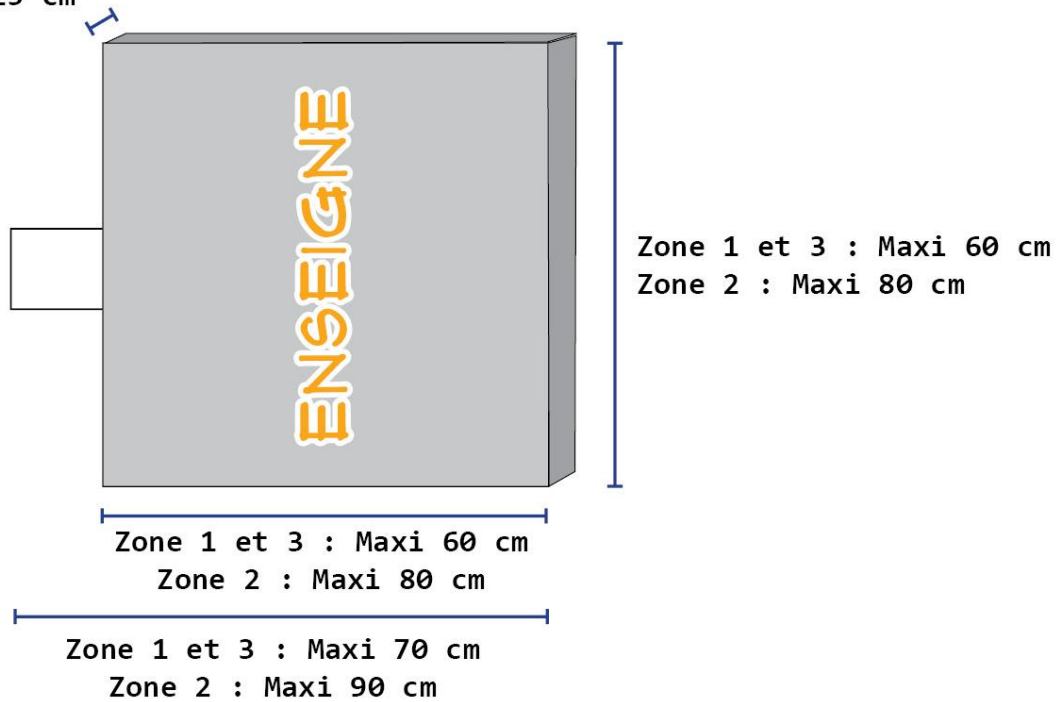 cm
ENSEIGNE
Zone 1 et 3 : Maxi 60 cm
Zone 2 : Maxi 80 cm
Zone 1 et 3 : Maxi 60 cm
Zone 2 : Maxi 80 cm
Zone 1 et 3 : Maxi 70 cm
Zone 2 : Maxi 90 cm